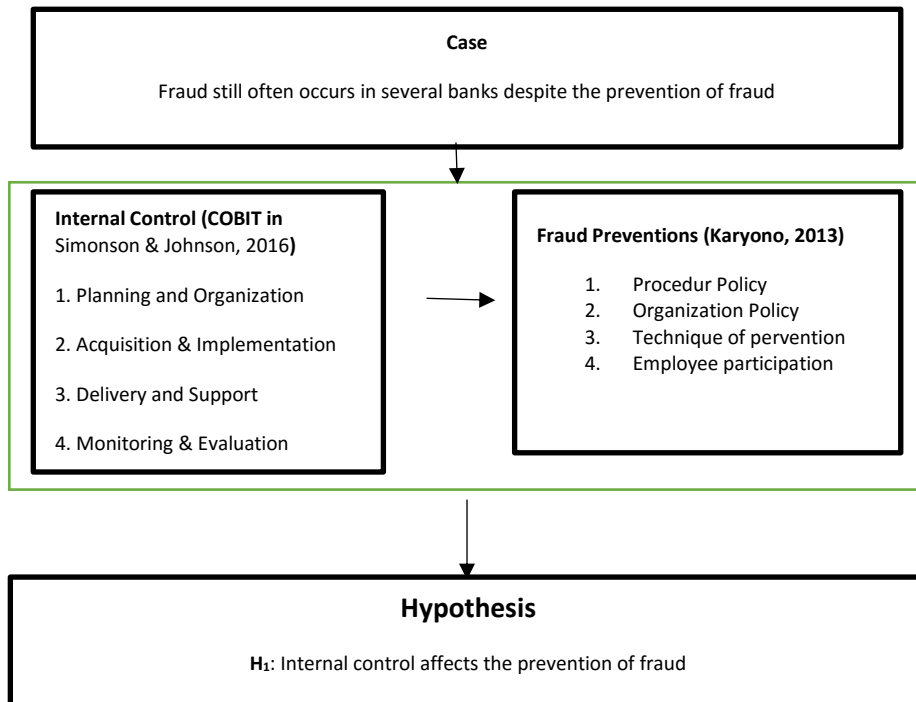 Case
Fraud still often occurs in several banks despite the prevention of fraud
Internal Control (COBIT in
Simonson & Johnson, 2016)
1. Planning and Organization
2. Acquisition & Implementation
3. Delivery and Support
4. Monitoring & Evaluation
Fraud Preventions (Karyono, 2013)
1. Procedur Policy
2. Organization Policy
3. Technique of pervention
4. Employee participation
Hypothesis
H₁: Internal control affects the prevention of fraud